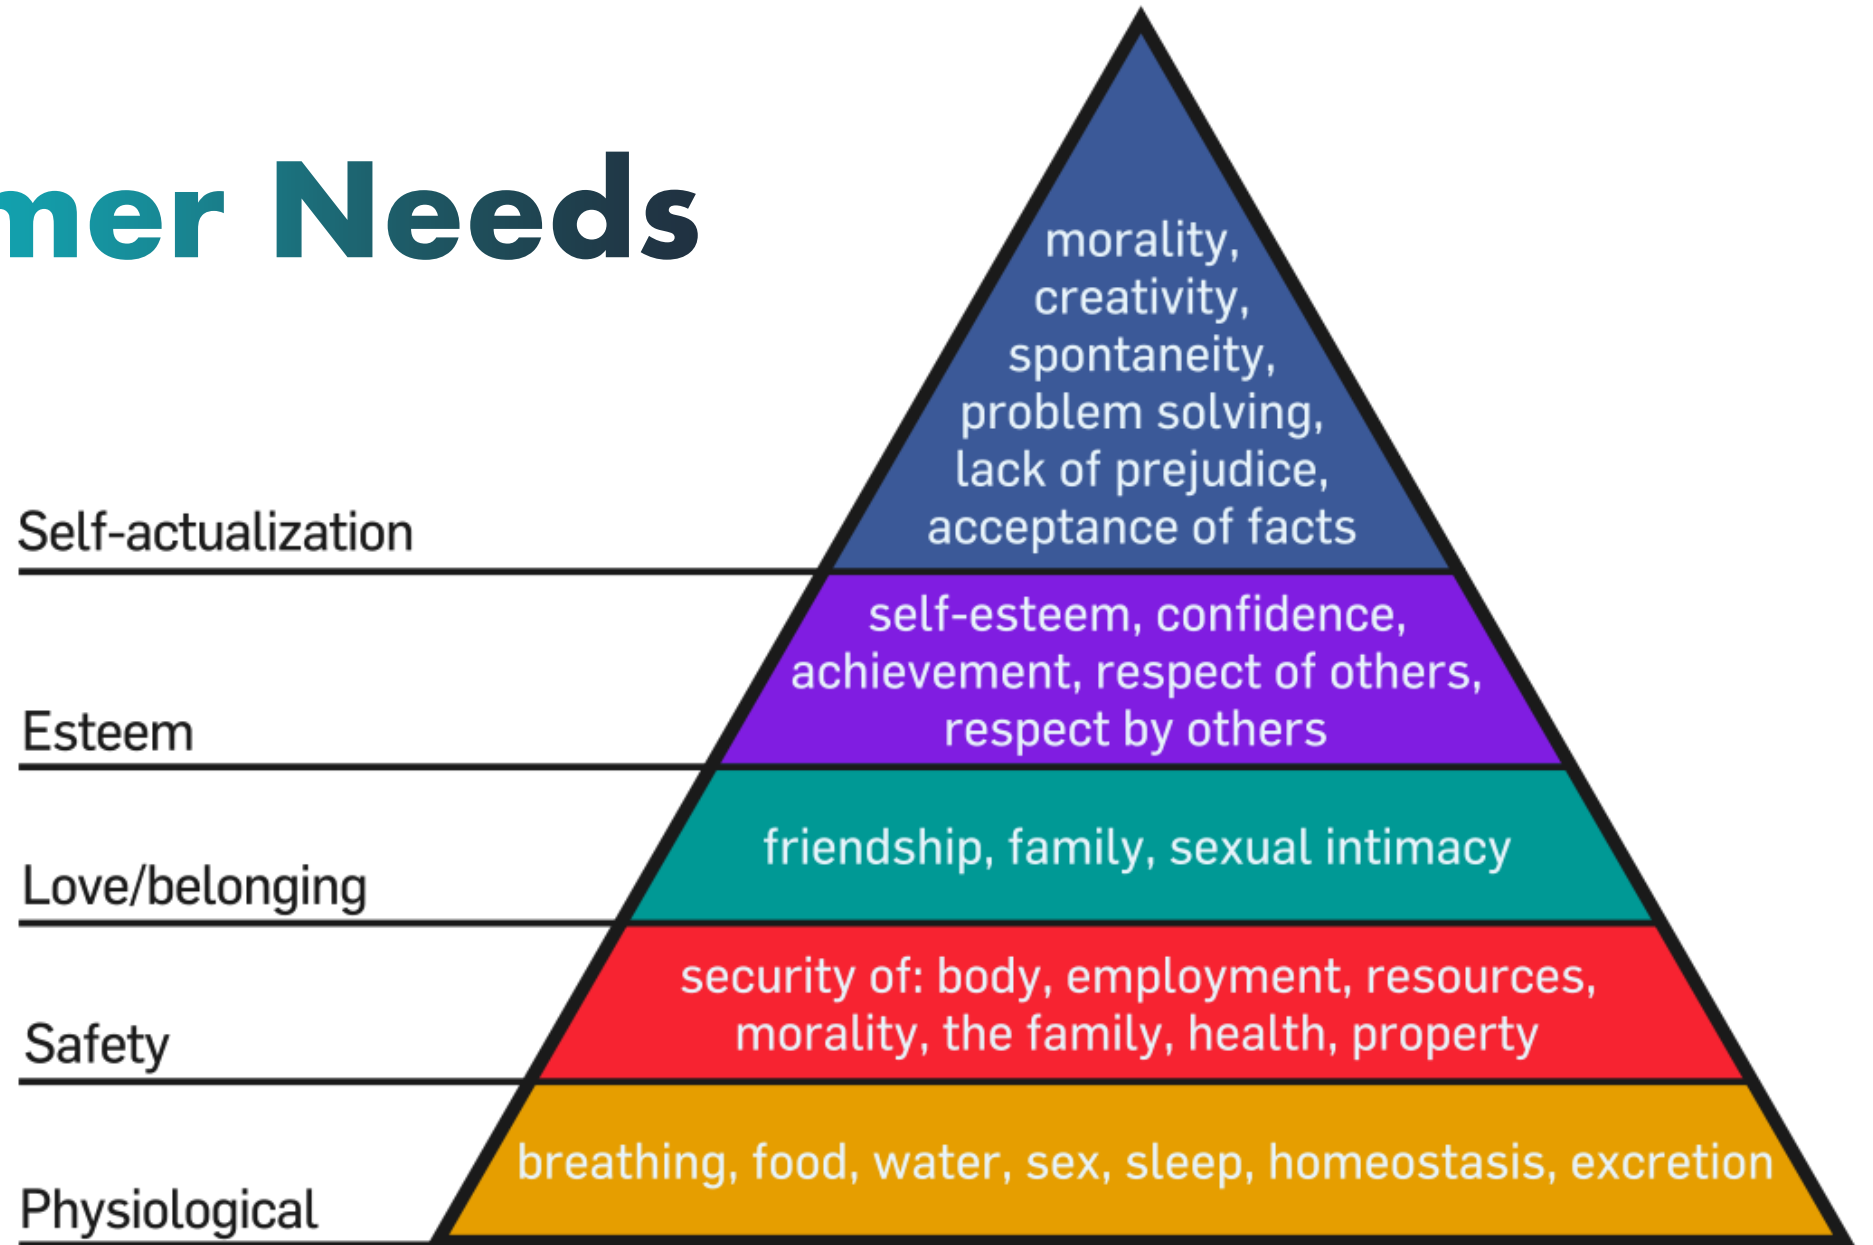 mer Needs
morality,
creativity,
spontaneity,
problem solving,
lack of prejudice,
acceptance of facts
Self-actualization
self-esteem, confidence,
achievement, respect of others,
respect by others
Esteem
friendship, family, sexual intimacy
Love/belonging
security of: body, employment, resources,
morality, the family, health, property
Safety
breathing, food, water, sex, sleep, homeostasis, excretion
Physiological